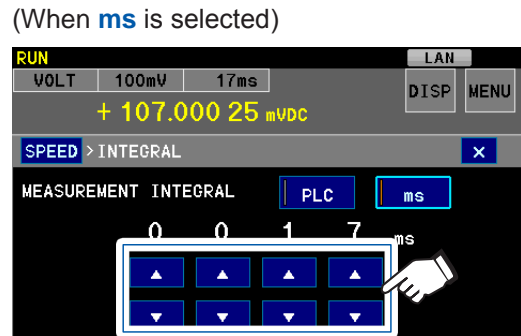 (When ms is selected)
RUN LAN
VOLT 100mV 17ms DISP MENU
+ 107.000 25 mVDC
SPEED > INTEGRAL ×
MEASUREMENT INTEGRAL PLC ms
0 0 1 7 ms
▲ ▲ ▲ ▲
▼ ▼ ▼ ▼